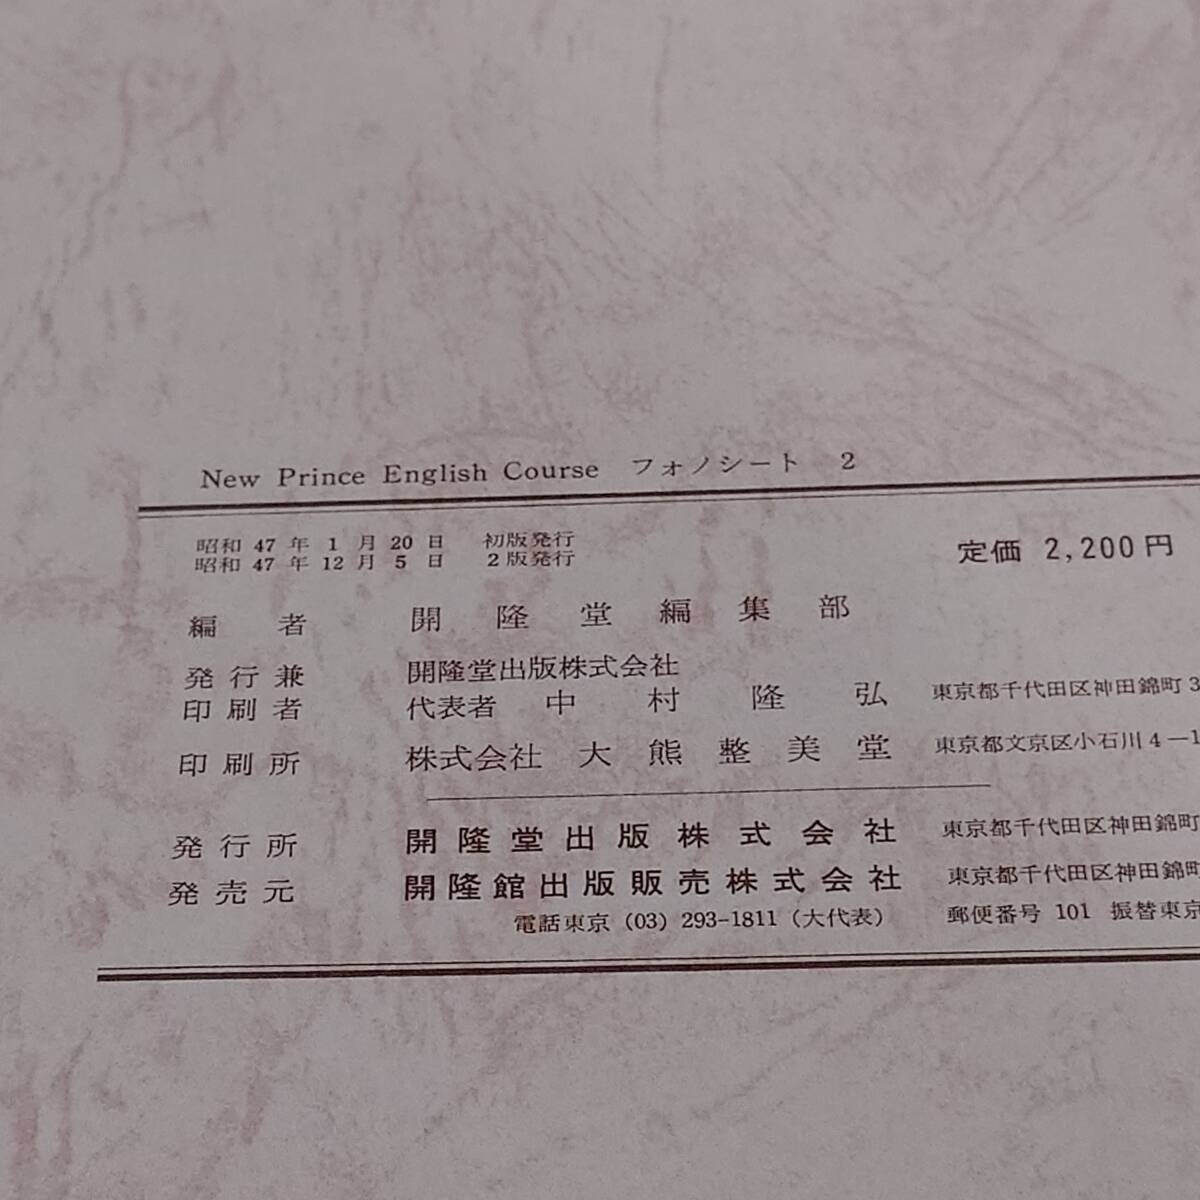 New Prince English Course フォノシート 2
昭和 47 年 1 月 20 日 初版発行
昭和 47 年 12 月 5 日 2版発行
定価 2,200円
編者 開隆堂編集部
発行兼 開隆堂出版株式会社
印刷者 代表者 中村隆弘 東京都千代田区神田錦町3
印刷所 株式会社 大熊整美堂 東京都文京区小石川4—1
発行所 開隆堂出版株式会社 東京都千代田区神田錦町
発売元 開隆館出版販売株式会社 東京都千代田区神田錦町
電話東京 (03) 293-1811 (大代表) 郵便番号 101 振替東京